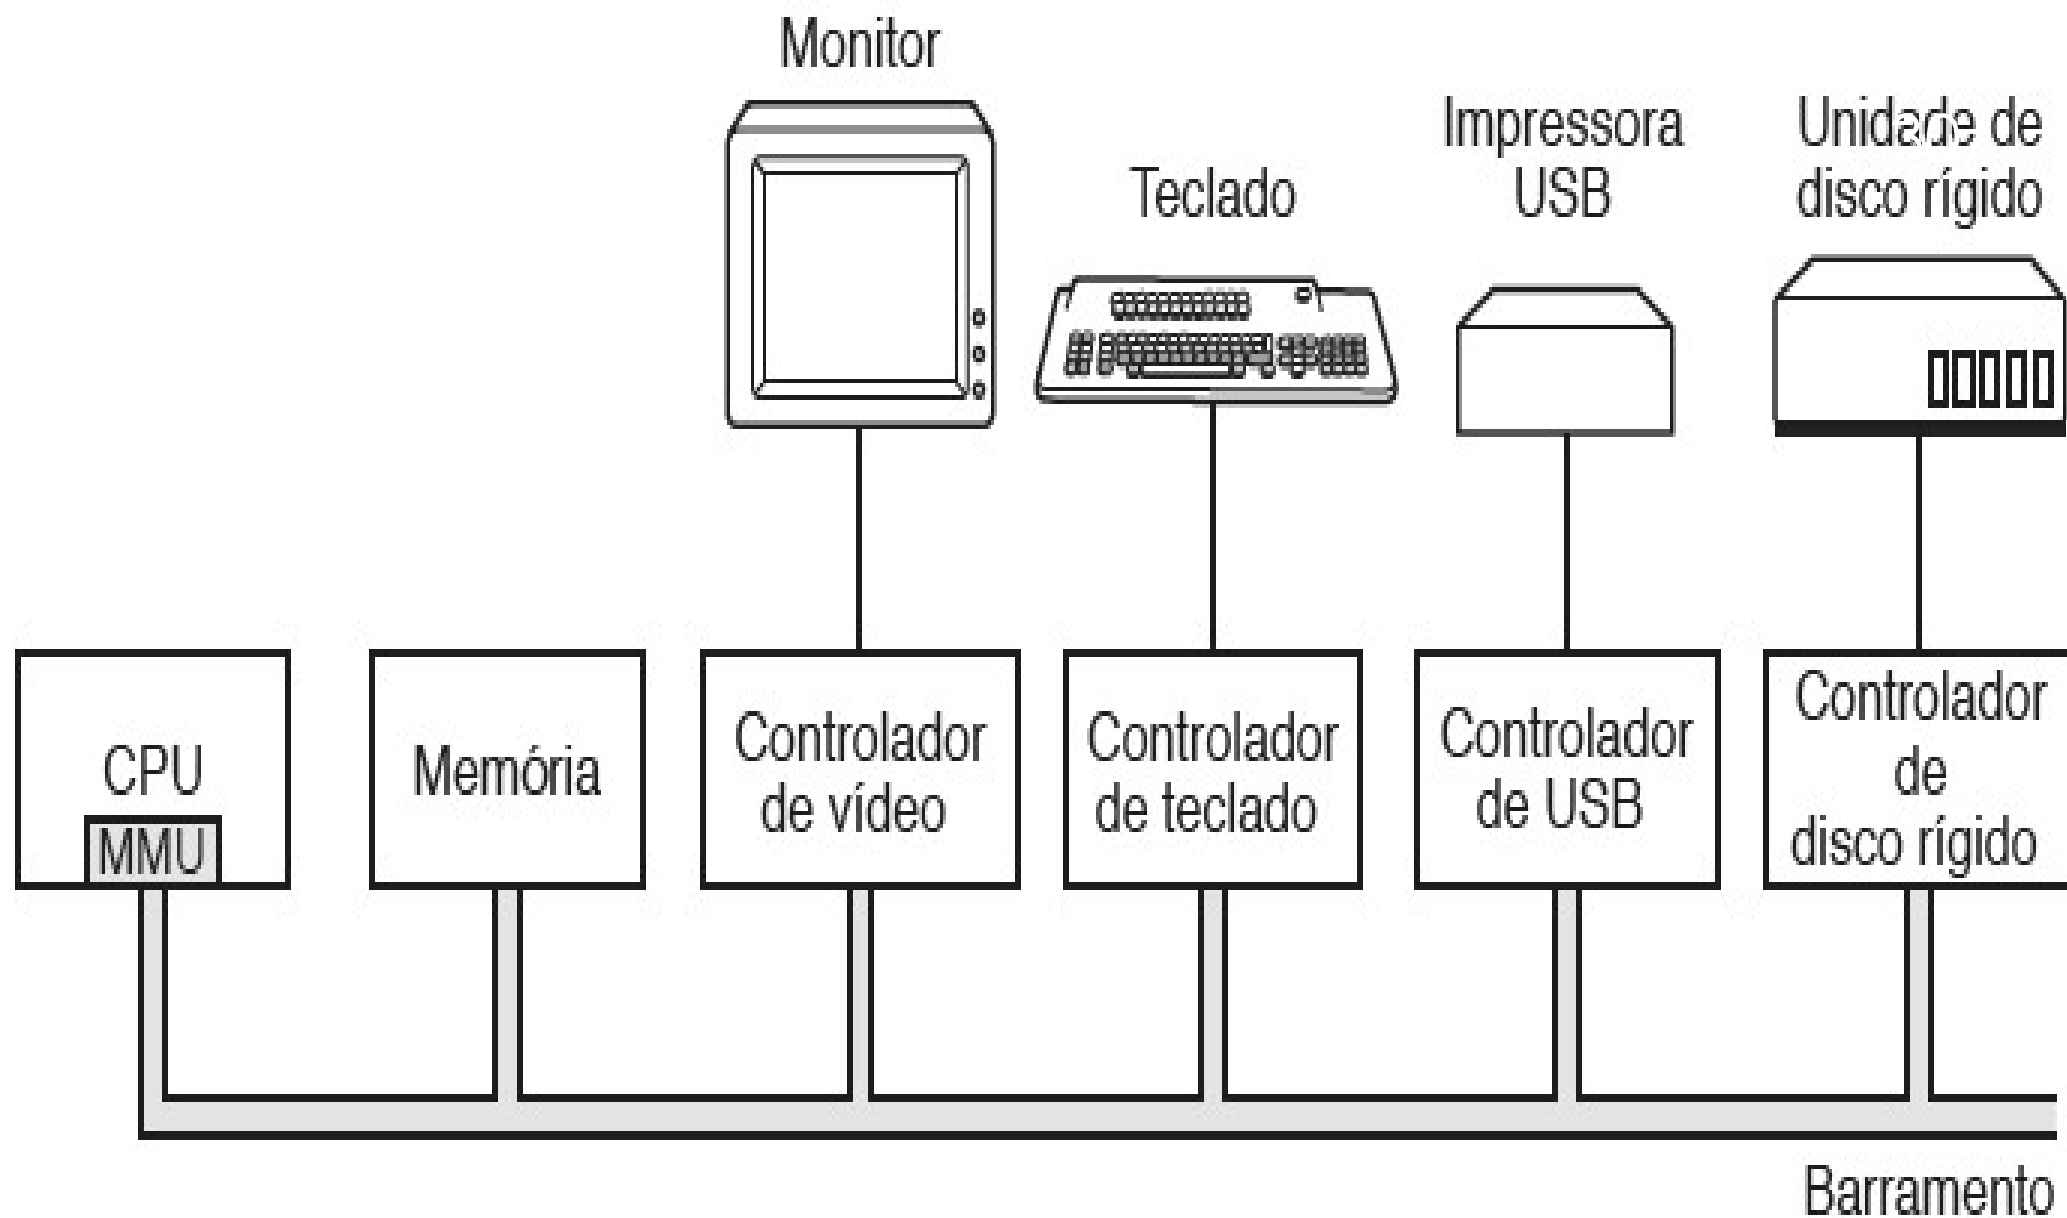 Monitor
Teclado
Impressora
USB
Unidade de
disco rígido
30
CPU
MMU
Memória
Controlador
de vídeo
Controlador
de teclado
Controlador
de USB
Controlador
de
disco rígido
Barramento